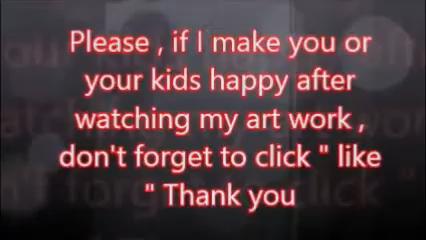 Please , if I make you or
your kids happy after
watching my art work ,
don't forget to click " like
" Thank you